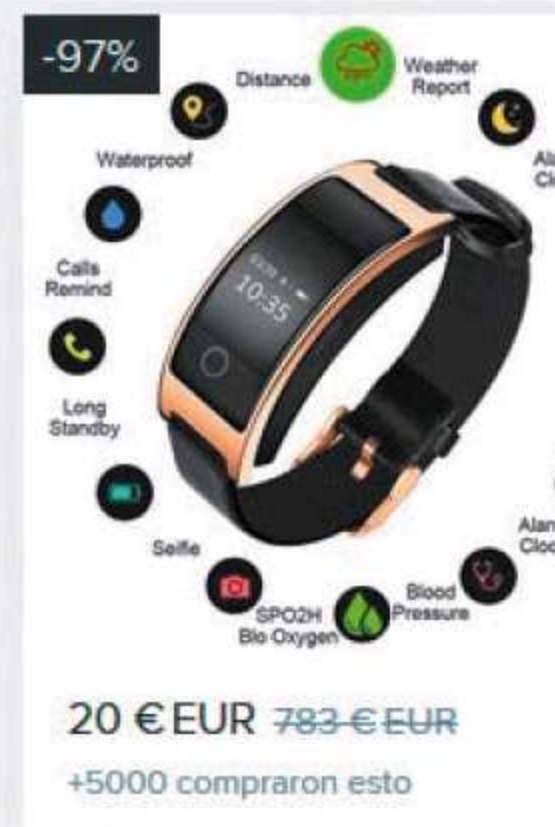 -97%
Distance
Weather
Report
Waterproof
Calls
Remind
10:35
Long
Standby
Selfie
SPO2H
Blo Oxygen
Blood
Pressure
20 € EUR 783 € EUR
+5000 compraron esto